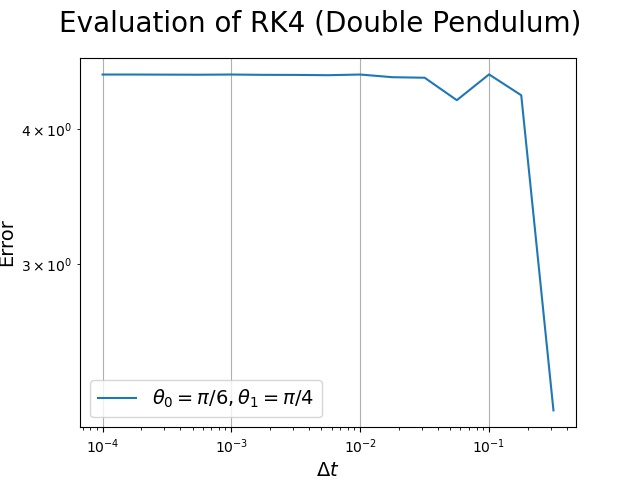 Evaluation of RK4 (Double Pendulum)
4 × 10⁰
3 × 10⁰
Error
θ₀ = π/6, θ₁ = π/4
10⁻⁴ 10⁻³ 10⁻² 10⁻¹
Δt